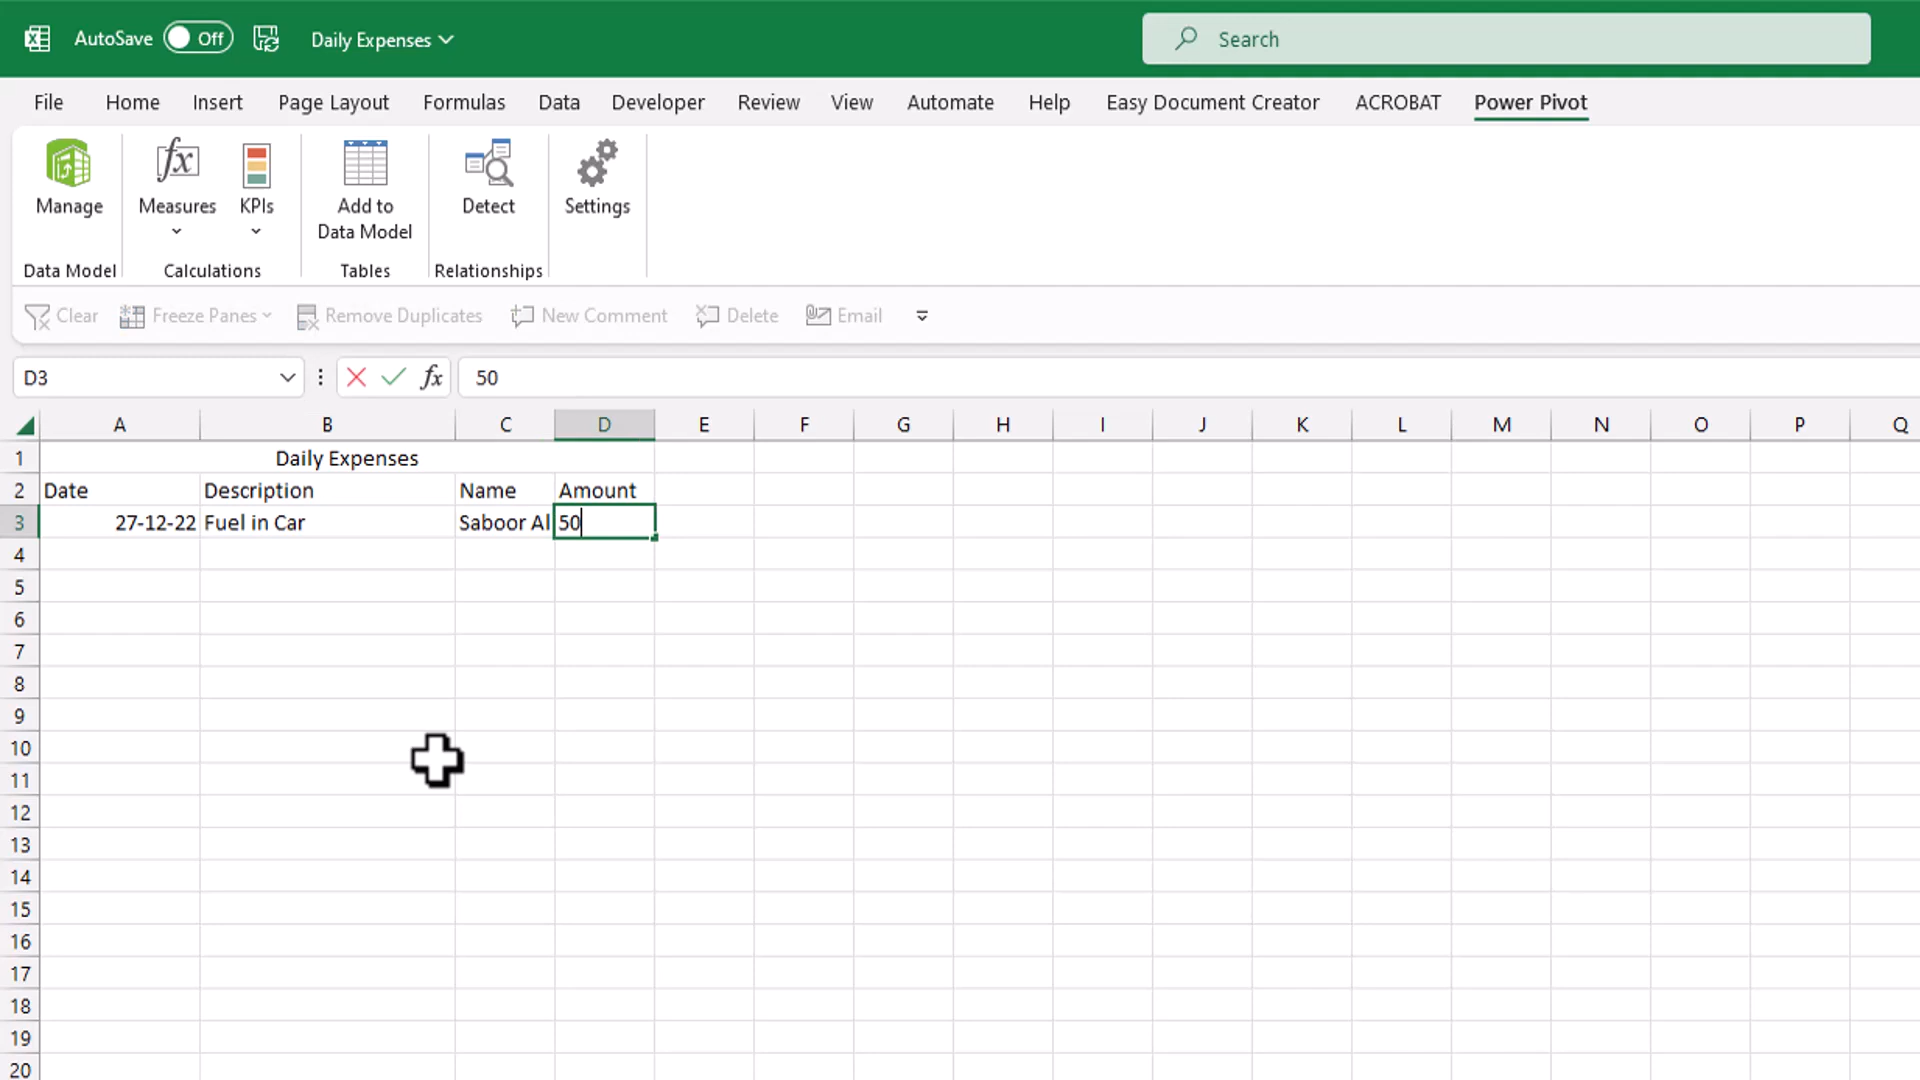 AutoSave Off Daily Expenses Search
File Home Insert Page Layout Formulas Data Developer Review View Automate Help Easy Document Creator ACROBAT Power Pivot
Manage Measures KPIs Add to Data Model Detect Settings
Data Model Calculations Tables Relationships
Clear Freeze Panes Remove Duplicates New Comment Delete Email
D3 fx 50
A B C D E F G H I J K L M N O P Q
1 Daily Expenses
2 Date Description Name Amount
3 27-12-22 Fuel in Car Saboor Al 50
4
5
6
7
8
9
10
11
12
13
14
15
16
17
18
19
20